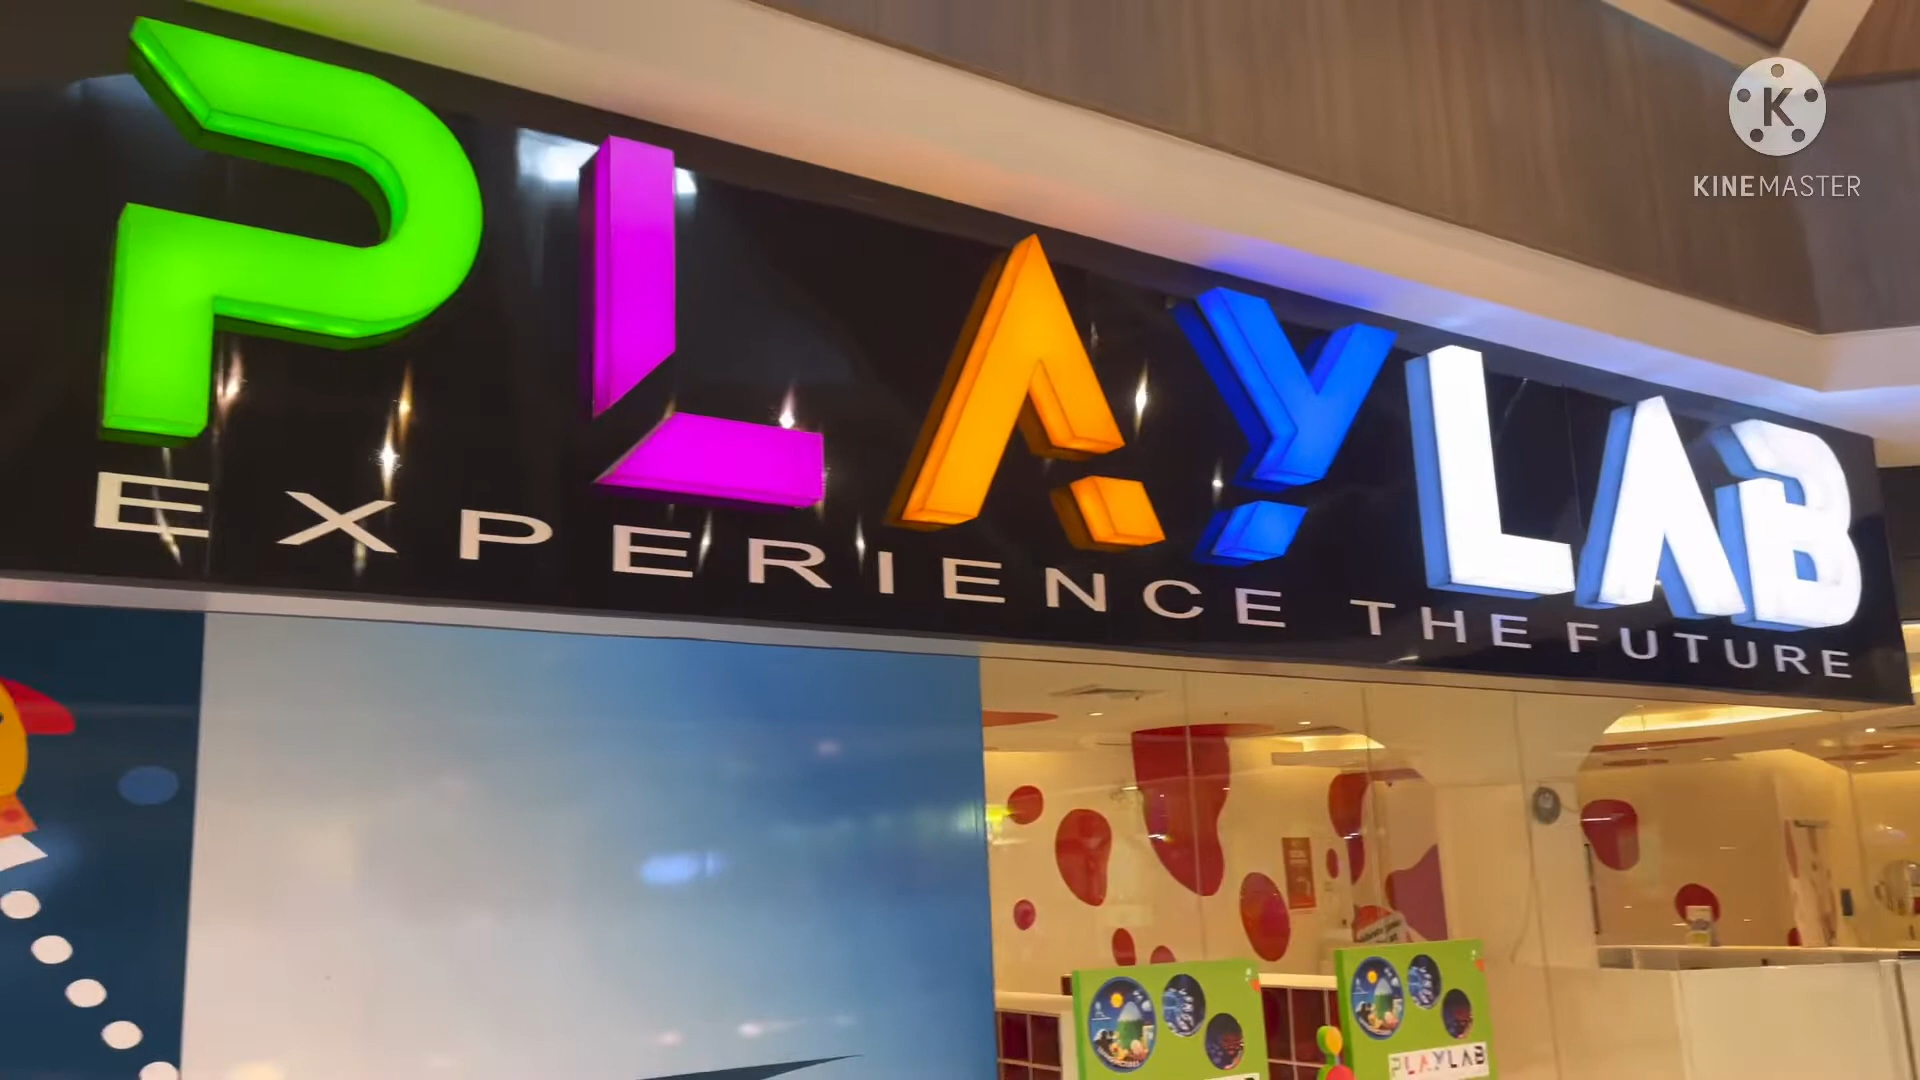 K
KINEMASTER
PLAYLAB
EXPERIENCE THE FUTURE
PLAYLAB